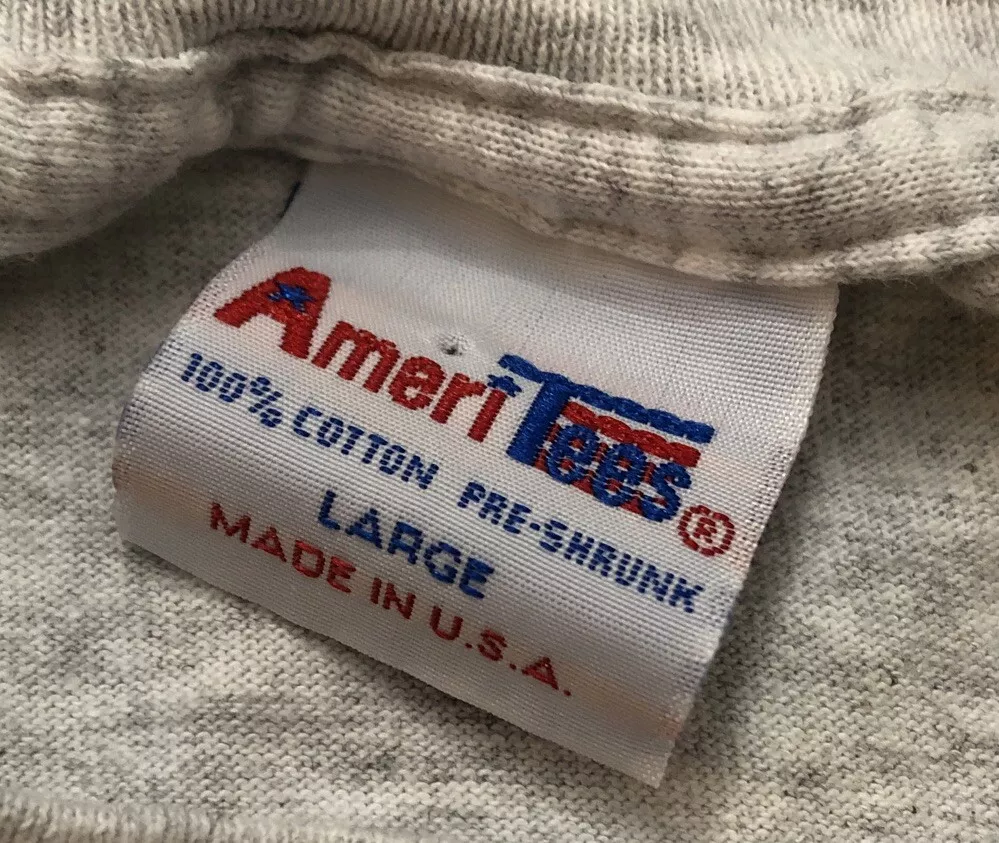 AmeriTees®
100% COTTON PRE-SHRUNK
LARGE
MADE IN U.S.A.